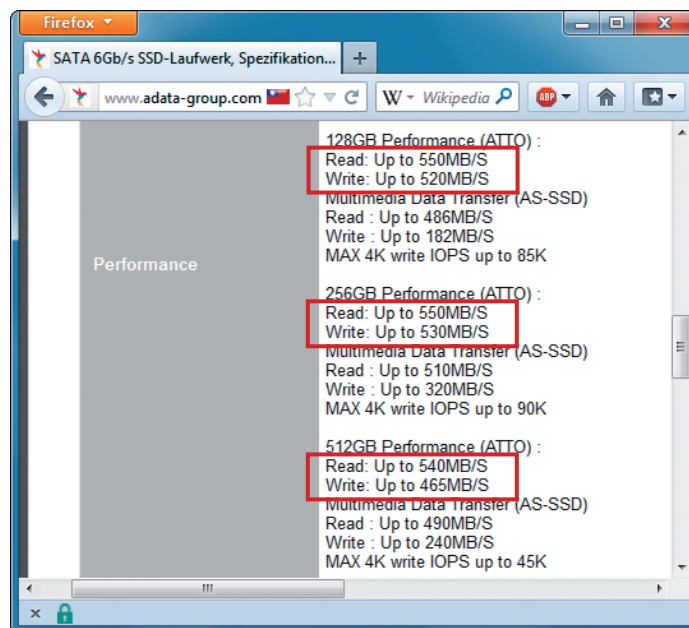 Firefox
SATA 6Gb/s SSD-Laufwerk, Spezifikation...
www.adata-group.com
W Wikipedia
ABP
Performance
128GB Performance (ATTO) :
Read: Up to 550MB/S
Write: Up to 520MB/S
Multimedia Data Transfer (AS-SSD)
Read : Up to 486MB/S
Write : Up to 182MB/S
MAX 4K write IOPS up to 85K
256GB Performance (ATTO) :
Read: Up to 550MB/S
Write: Up to 530MB/S
Multimedia Data Transfer (AS-SSD)
Read : Up to 510MB/S
Write : Up to 320MB/S
MAX 4K write IOPS up to 90K
512GB Performance (ATTO) :
Read: Up to 540MB/S
Write: Up to 465MB/S
Multimedia Data Transfer (AS-SSD)
Read : Up to 490MB/S
Write : Up to 240MB/S
MAX 4K write IOPS up to 45K